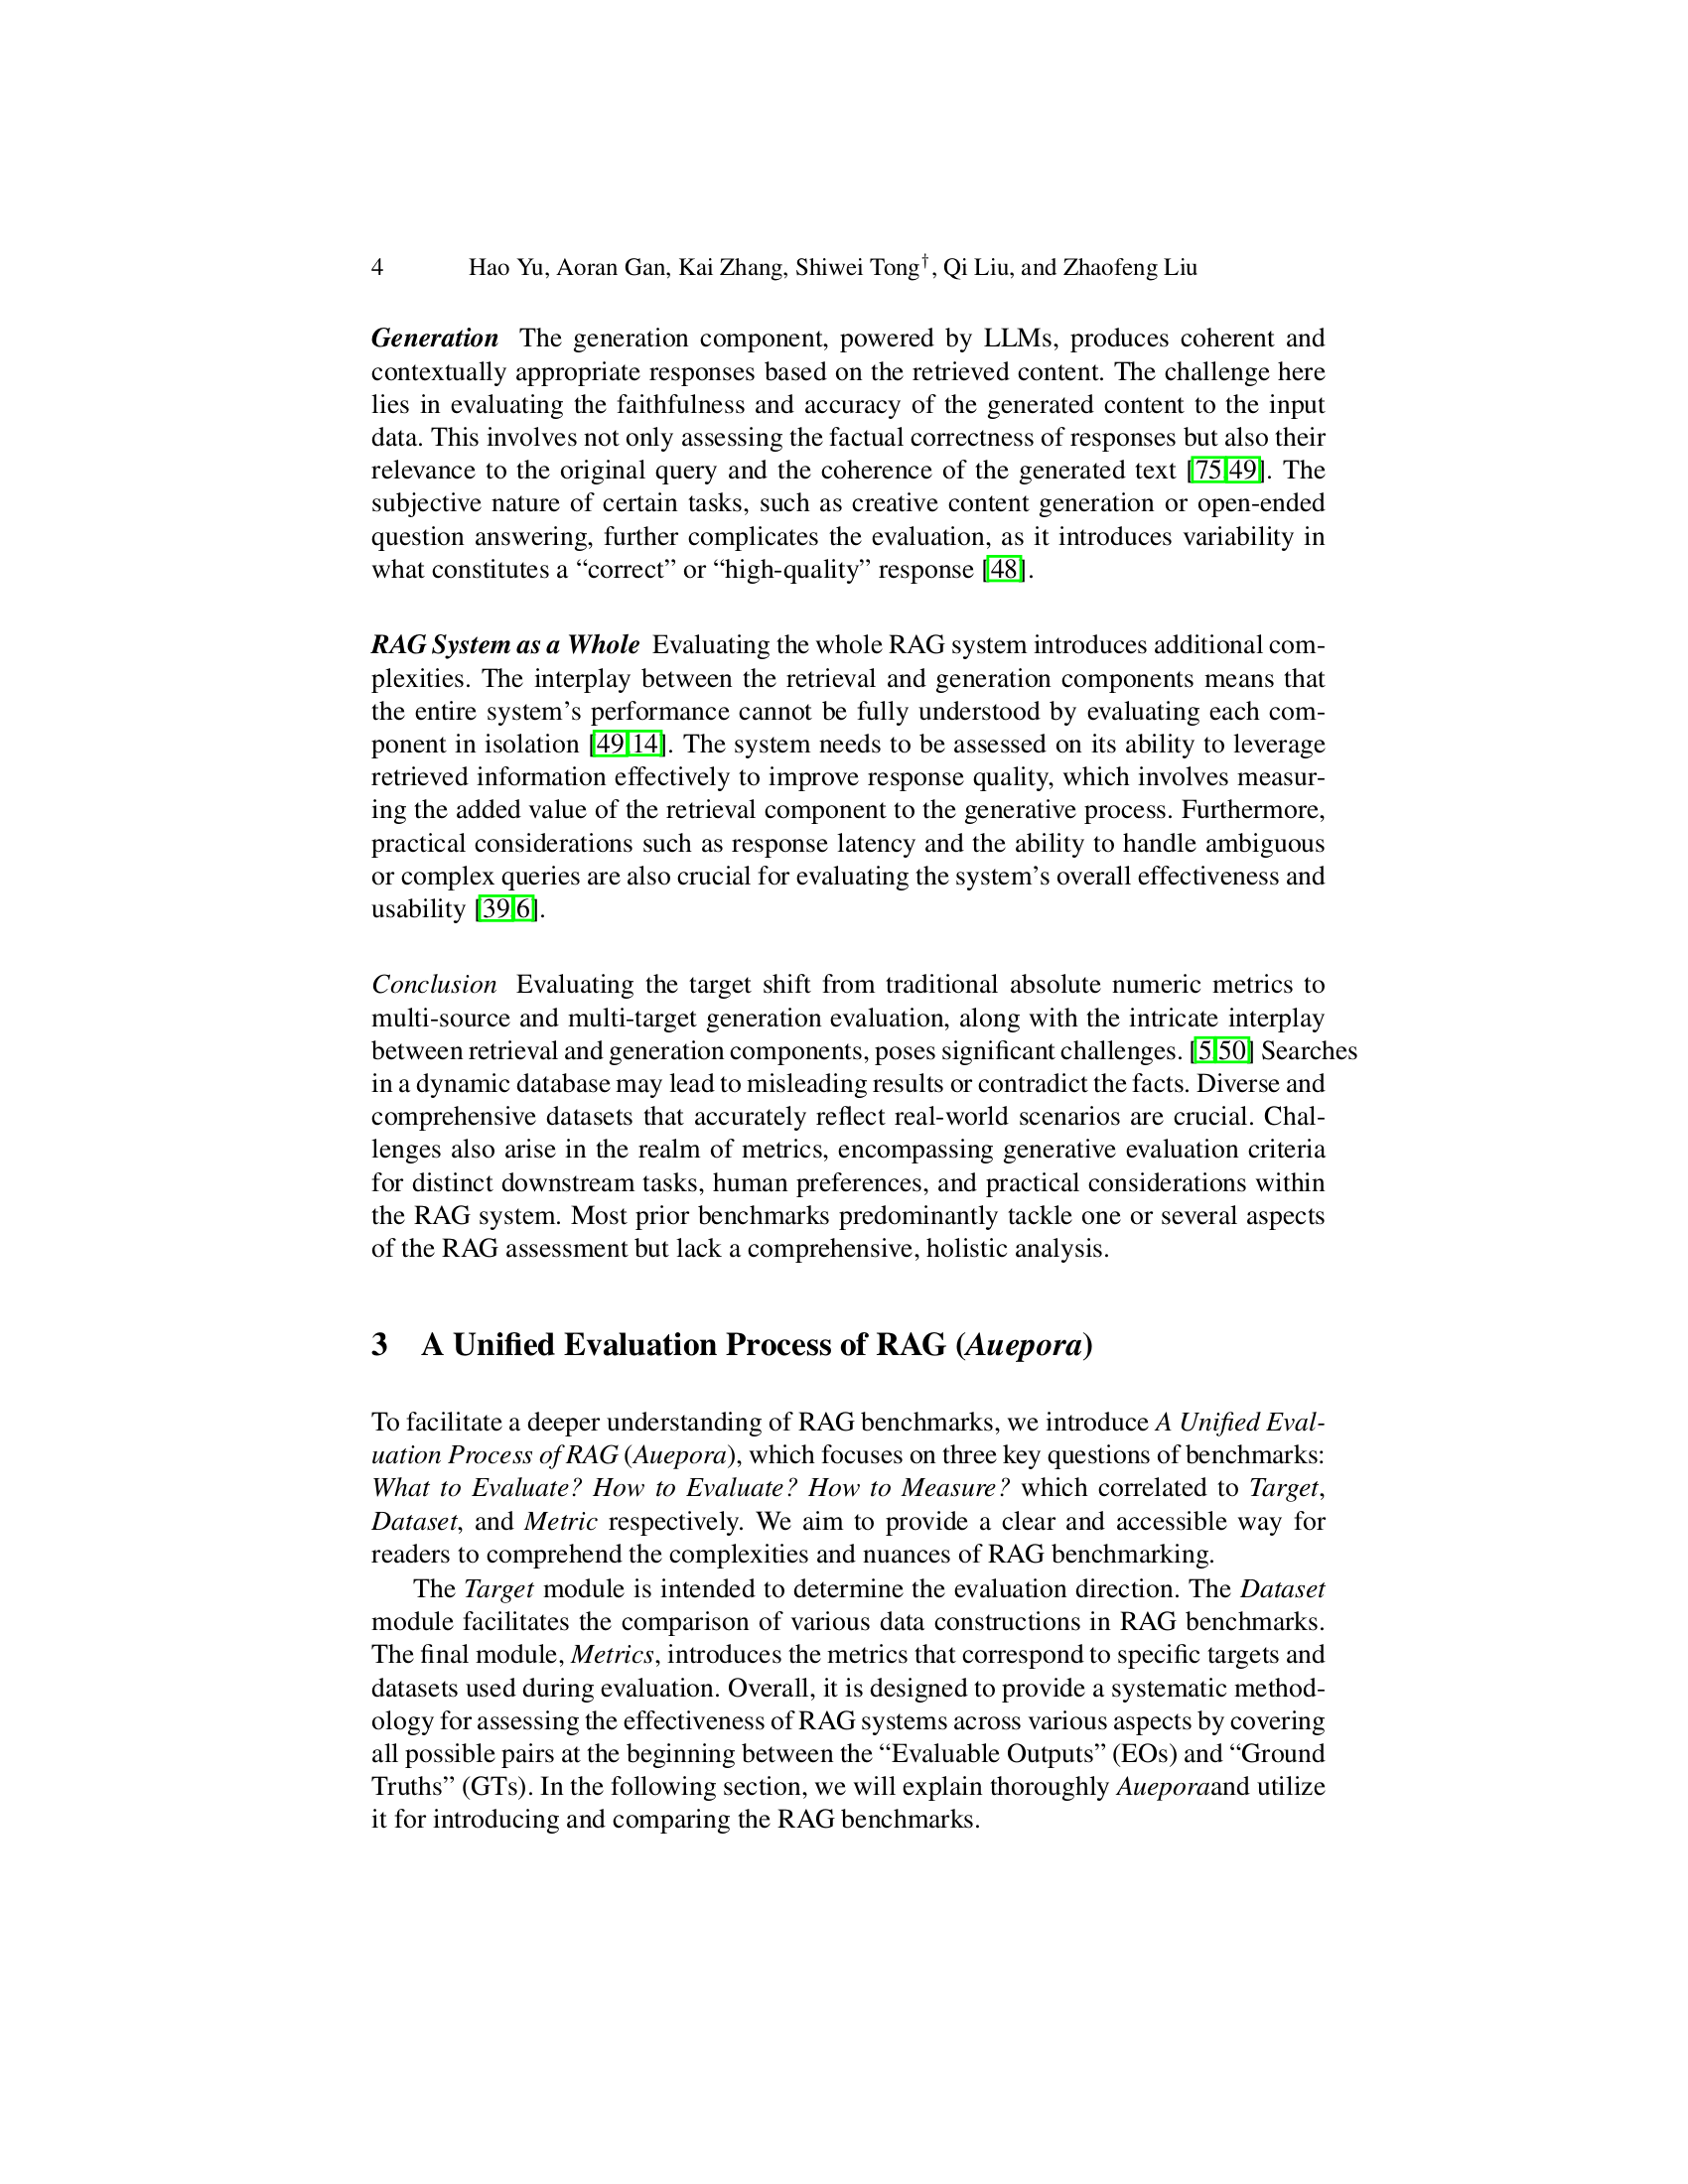 4 Hao Yu, Aoran Gan, Kai Zhang, Shiwei Tong†, Qi Liu, and Zhaofeng Liu
Generation The generation component, powered by LLMs, produces coherent and
contextually appropriate responses based on the retrieved content. The challenge here
lies in evaluating the faithfulness and accuracy of the generated content to the input
data. This involves not only assessing the factual correctness of responses but also their
relevance to the original query and the coherence of the generated text [75,49]. The
subjective nature of certain tasks, such as creative content generation or open-ended
question answering, further complicates the evaluation, as it introduces variability in
what constitutes a “correct” or “high-quality” response [48].
RAG System as a Whole Evaluating the whole RAG system introduces additional com-
plexities. The interplay between the retrieval and generation components means that
the entire system’s performance cannot be fully understood by evaluating each com-
ponent in isolation [49,14]. The system needs to be assessed on its ability to leverage
retrieved information effectively to improve response quality, which involves measur-
ing the added value of the retrieval component to the generative process. Furthermore,
practical considerations such as response latency and the ability to handle ambiguous
or complex queries are also crucial for evaluating the system’s overall effectiveness and
usability [39,6].
Conclusion Evaluating the target shift from traditional absolute numeric metrics to
multi-source and multi-target generation evaluation, along with the intricate interplay
between retrieval and generation components, poses significant challenges. [5,50] Searches
in a dynamic database may lead to misleading results or contradict the facts. Diverse and
comprehensive datasets that accurately reflect real-world scenarios are crucial. Chal-
lenges also arise in the realm of metrics, encompassing generative evaluation criteria
for distinct downstream tasks, human preferences, and practical considerations within
the RAG system. Most prior benchmarks predominantly tackle one or several aspects
of the RAG assessment but lack a comprehensive, holistic analysis.
3 A Unified Evaluation Process of RAG (Auepora)
To facilitate a deeper understanding of RAG benchmarks, we introduce A Unified Eval-
uation Process of RAG (Auepora), which focuses on three key questions of benchmarks:
What to Evaluate? How to Evaluate? How to Measure? which correlated to Target,
Dataset, and Metric respectively. We aim to provide a clear and accessible way for
readers to comprehend the complexities and nuances of RAG benchmarking.
The Target module is intended to determine the evaluation direction. The Dataset
module facilitates the comparison of various data constructions in RAG benchmarks.
The final module, Metrics, introduces the metrics that correspond to specific targets and
datasets used during evaluation. Overall, it is designed to provide a systematic method-
ology for assessing the effectiveness of RAG systems across various aspects by covering
all possible pairs at the beginning between the “Evaluable Outputs” (EOs) and “Ground
Truths” (GTs). In the following section, we will explain thoroughly Aueporaand utilize
it for introducing and comparing the RAG benchmarks.